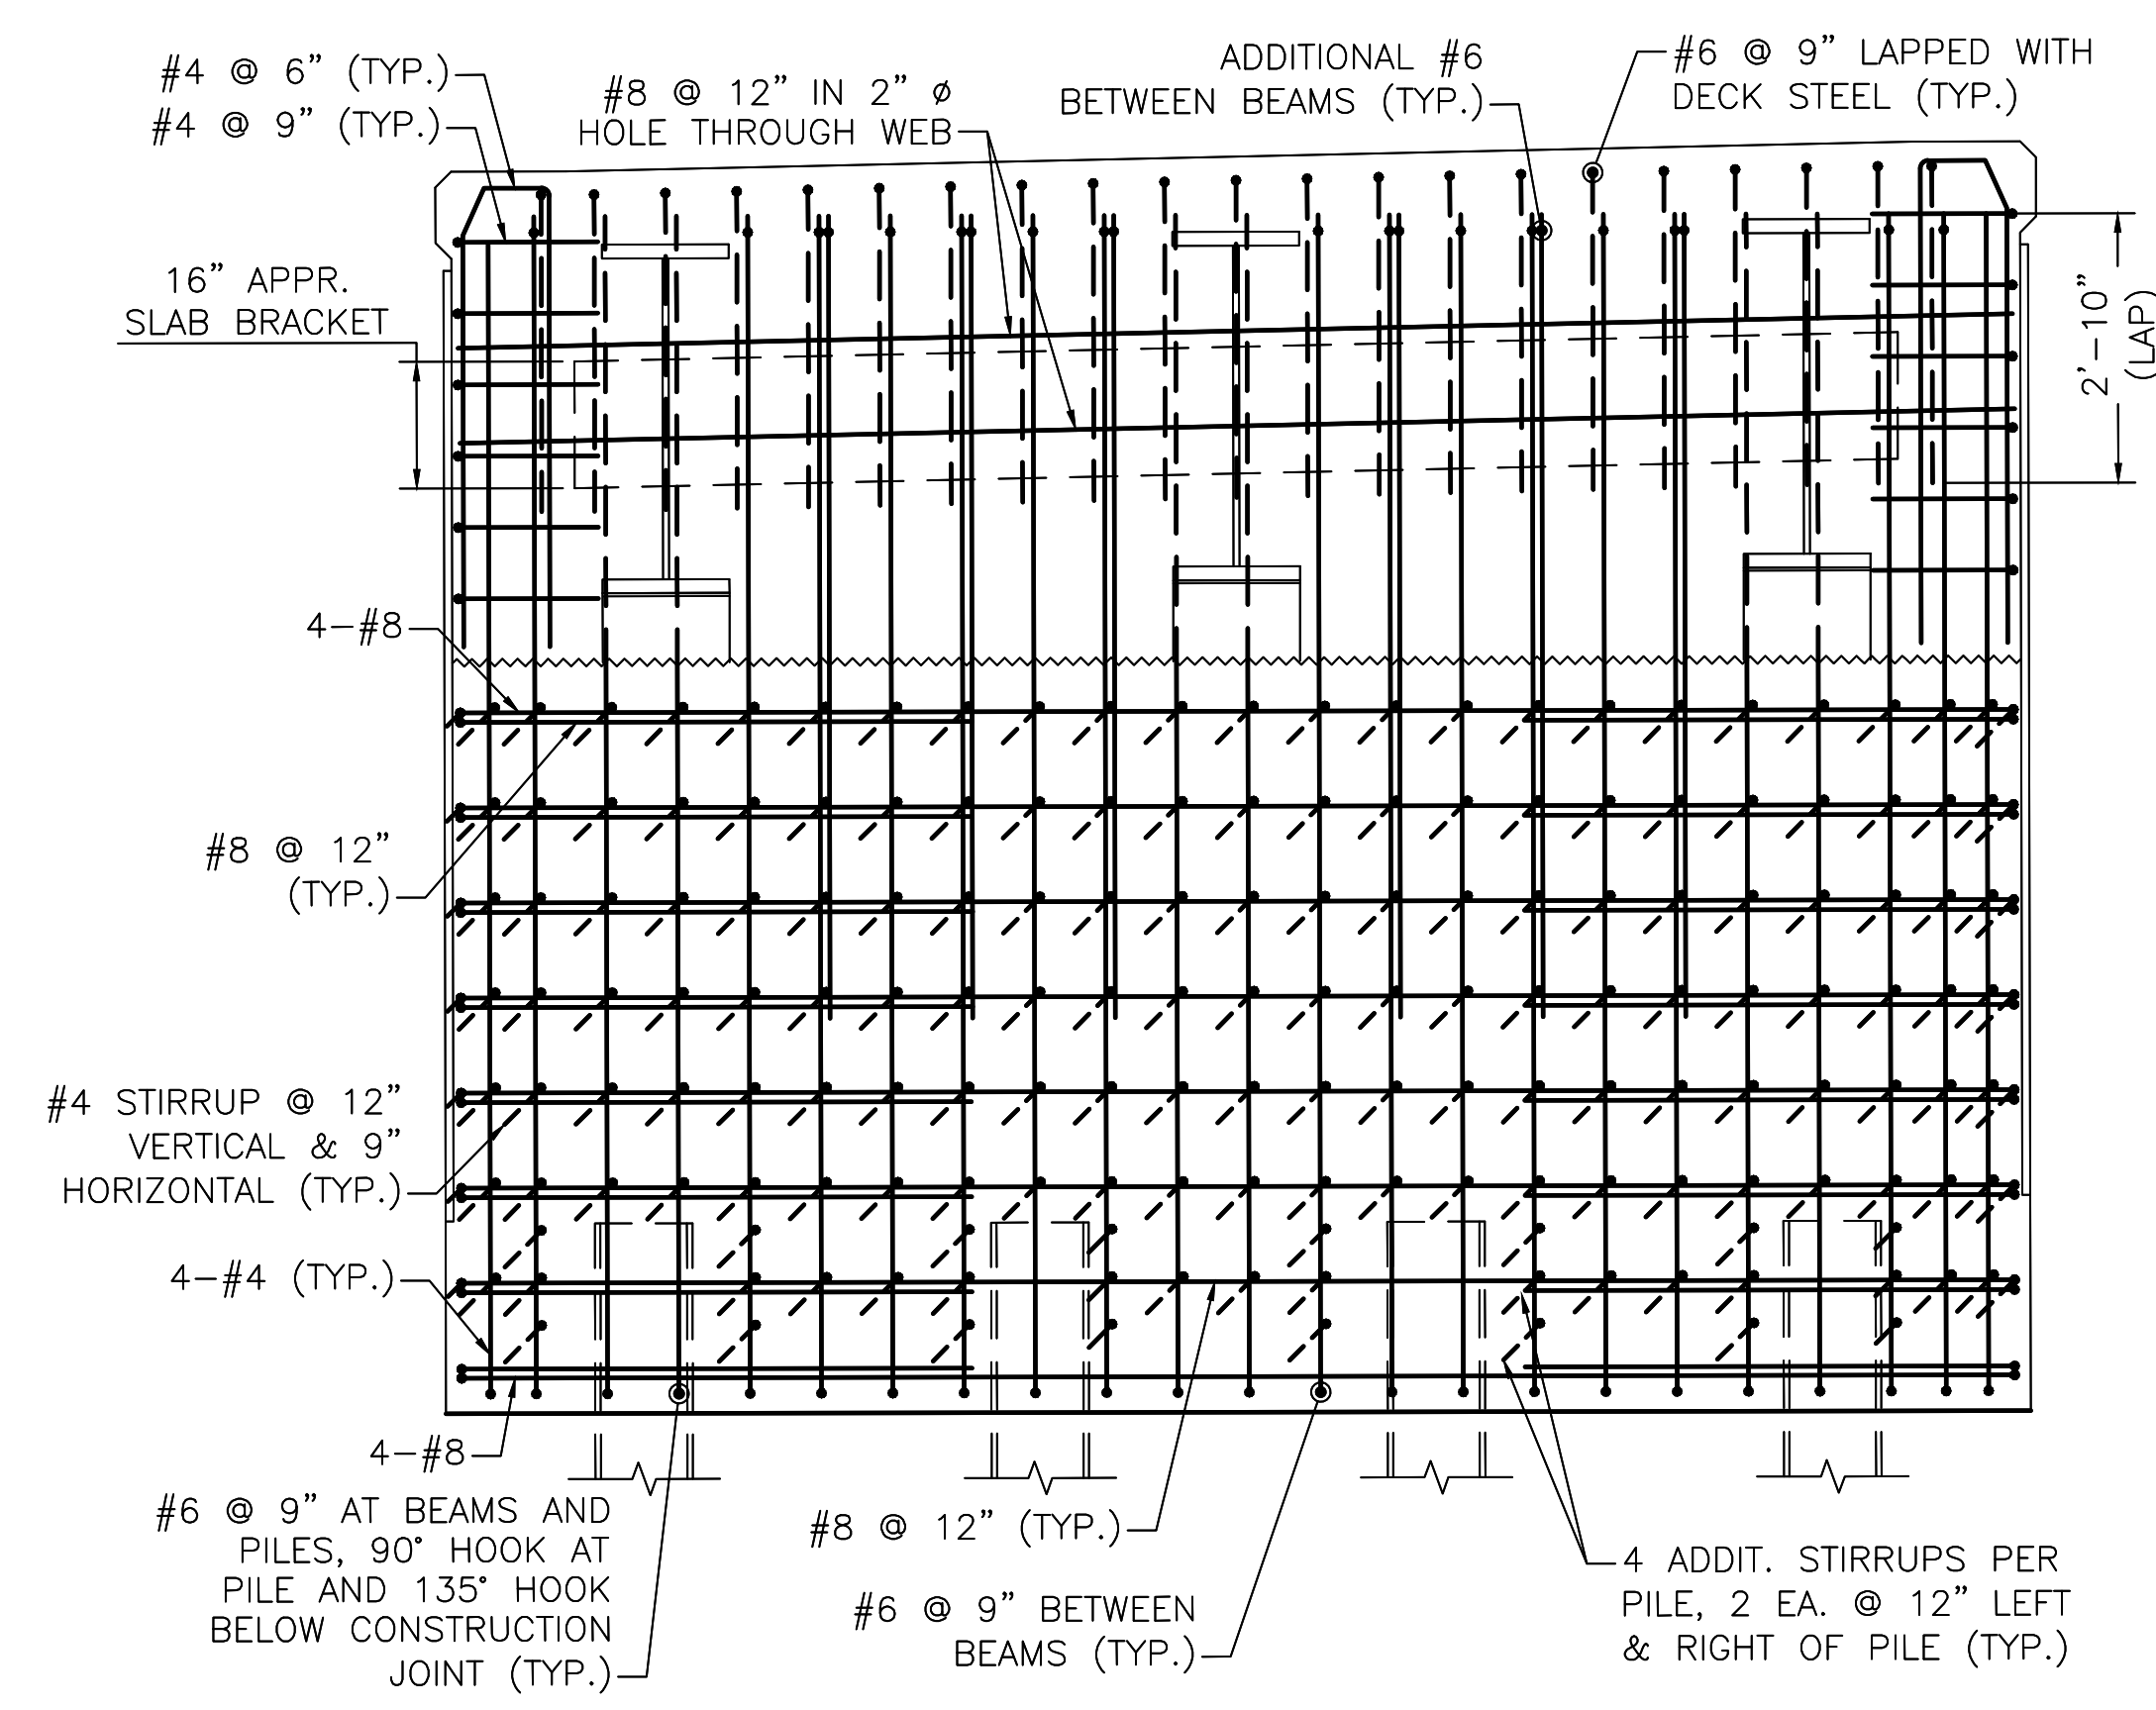 #4 @ 6” (TYP.)
#4 @ 9” (TYP.)
#8 @ 12” IN 2” ø
HOLE THROUGH WEB
ADDITIONAL #6
BETWEEN BEAMS (TYP.)
#6 @ 9” LAPPED WITH
DECK STEEL (TYP.)
16” APPR.
SLAB BRACKET
2’-10”
(LAP)
4-#8
#8 @ 12”
(TYP.)
#4 STIRRUP @ 12”
VERTICAL & 9”
HORIZONTAL (TYP.)
4-#4 (TYP.)
4-#8
#6 @ 9” AT BEAMS AND
PILES, 90° HOOK AT
PILE AND 135° HOOK
BELOW CONSTRUCTION
JOINT (TYP.)
#8 @ 12” (TYP.)
#6 @ 9” BETWEEN
BEAMS (TYP.)
4 ADDIT. STIRRUPS PER
PILE, 2 EA. @ 12” LEFT
& RIGHT OF PILE (TYP.)